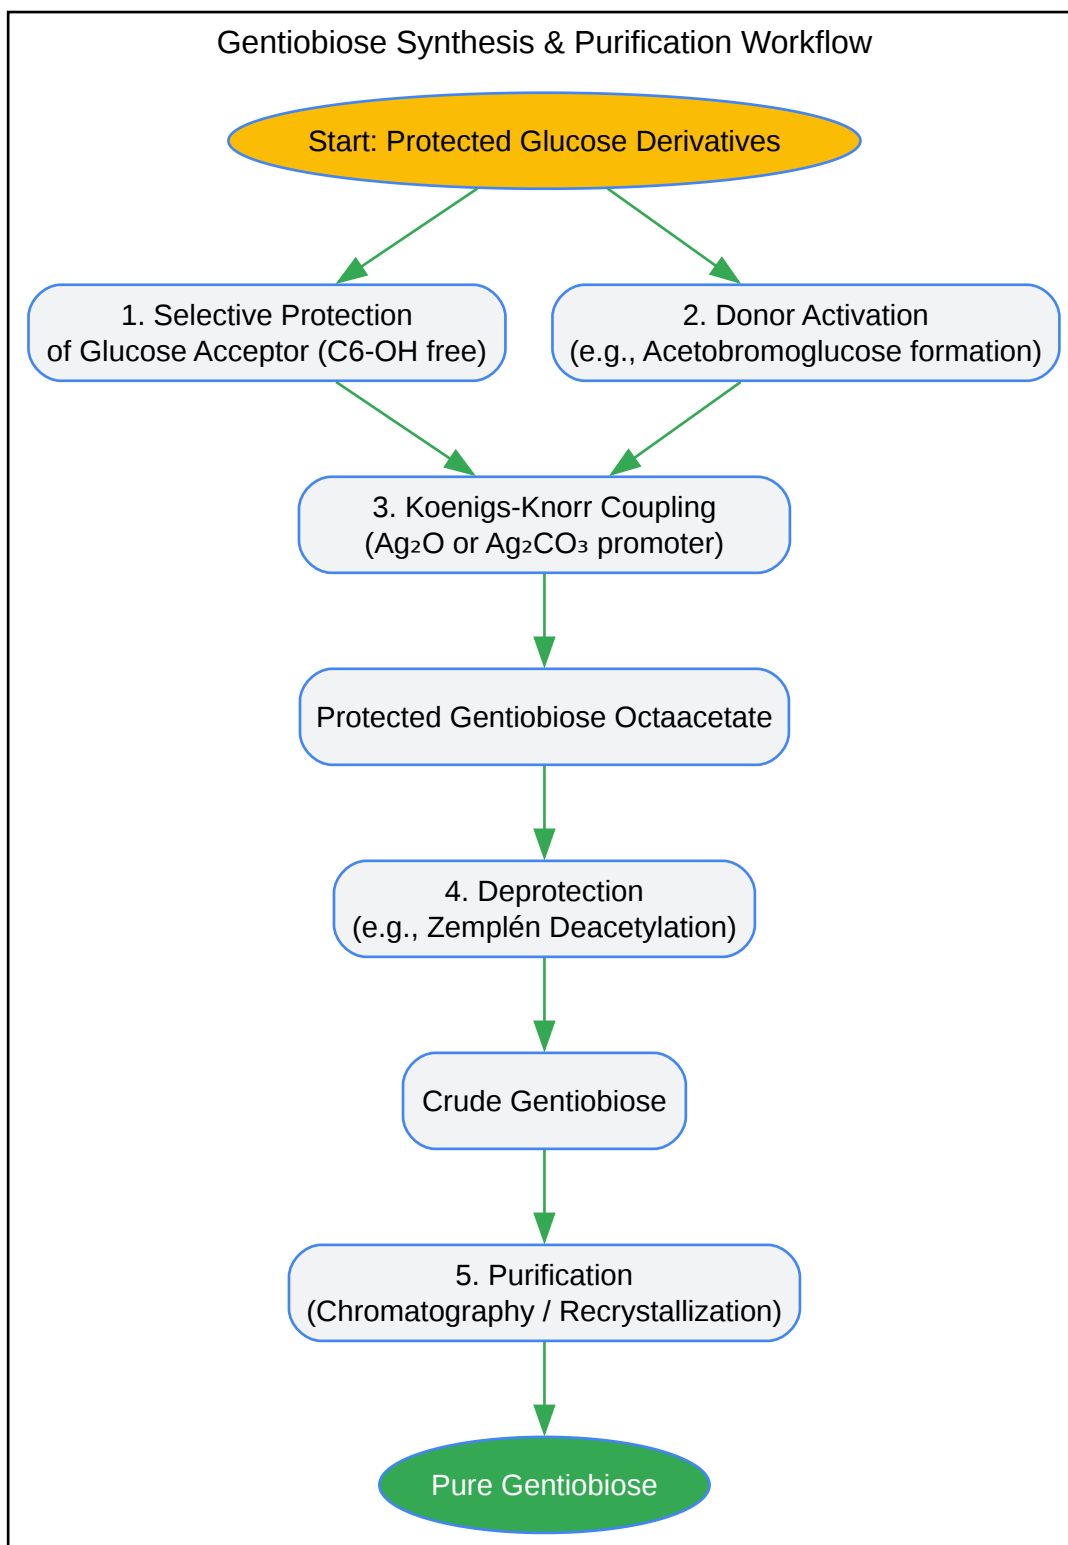 Gentiobiose Synthesis & Purification Workflow
Start: Protected Glucose Derivatives
1. Selective Protection
of Glucose Acceptor (C6-OH free)
2. Donor Activation
(e.g., Acetobromoglucose formation)
3. Koenigs-Knorr Coupling
(Ag₂O or Ag₂CO₃ promoter)
Protected Gentiobiose Octaacetate
4. Deprotection
(e.g., Zemplén Deacetylation)
Crude Gentiobiose
5. Purification
(Chromatography / Recrystallization)
Pure Gentiobiose